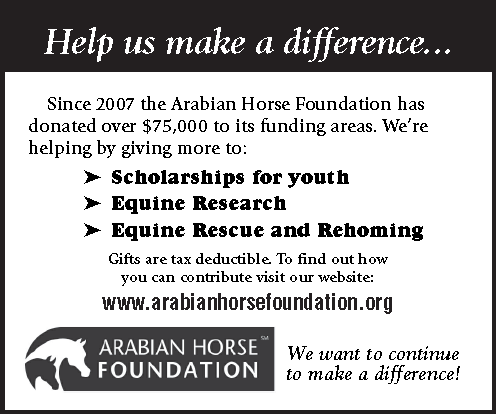 Help us make a difference...
Since 2007 the Arabian Horse Foundation has
donated over $75,000 to its funding areas. We're
helping by giving more to:
➤ Scholarships for youth
➤ Equine Research
➤ Equine Rescue and Rehoming
Gifts are tax deductible. To find out how
you can contribute visit our website:
www.arabianhorsefoundation.org
ARABIAN HORSE℠
FOUNDATION
We want to continue
to make a difference!